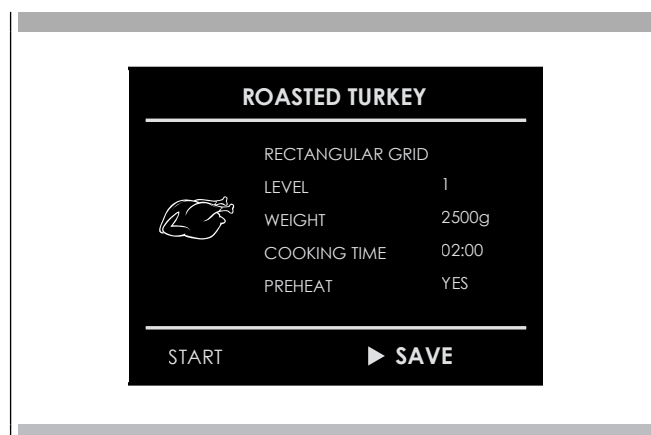 ROASTED TURKEY
RECTANGULAR GRID
LEVEL 1
WEIGHT 2500g
COOKING TIME 02:00
PREHEAT YES
START ▶ SAVE